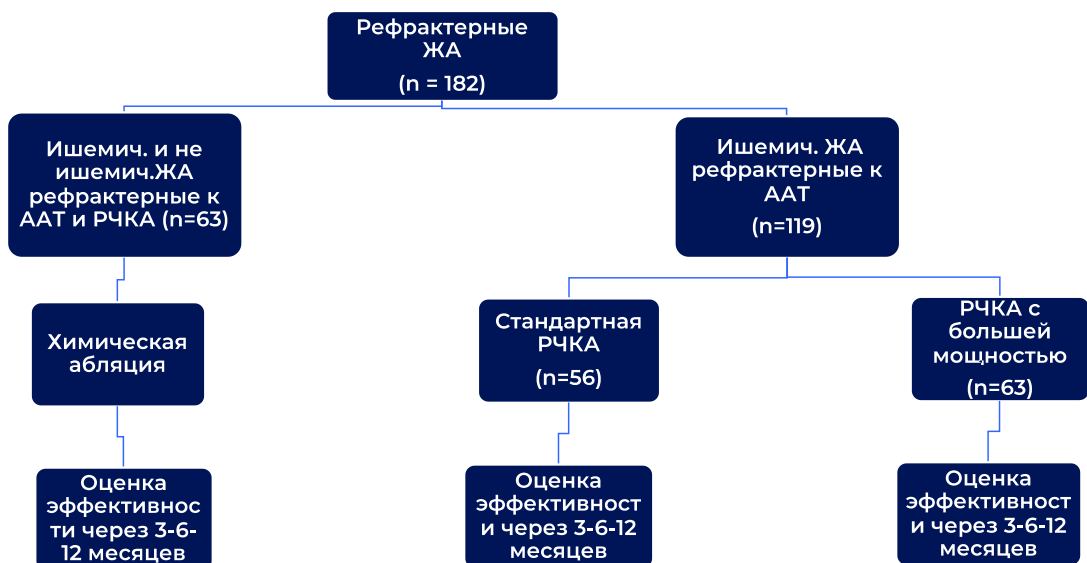 Рефрактерные
ЖА
(n = 182)
Ишемич. и не
ишемич.ЖА
рефрактерные к
ААТ и РЧКА (n=63)
Ишемич. ЖА
рефрактерные к
ААТ
(n=119)
Химическая
абляция
Стандартная
РЧКА
(n=56)
РЧКА с
большей
мощностью
(n=63)
Оценка
эффективнос
ти через 3-6-
12 месяцев
Оценка
эффективност
и через 3-6-12
месяцев
Оценка
эффективност
и через 3-6-12
месяцев